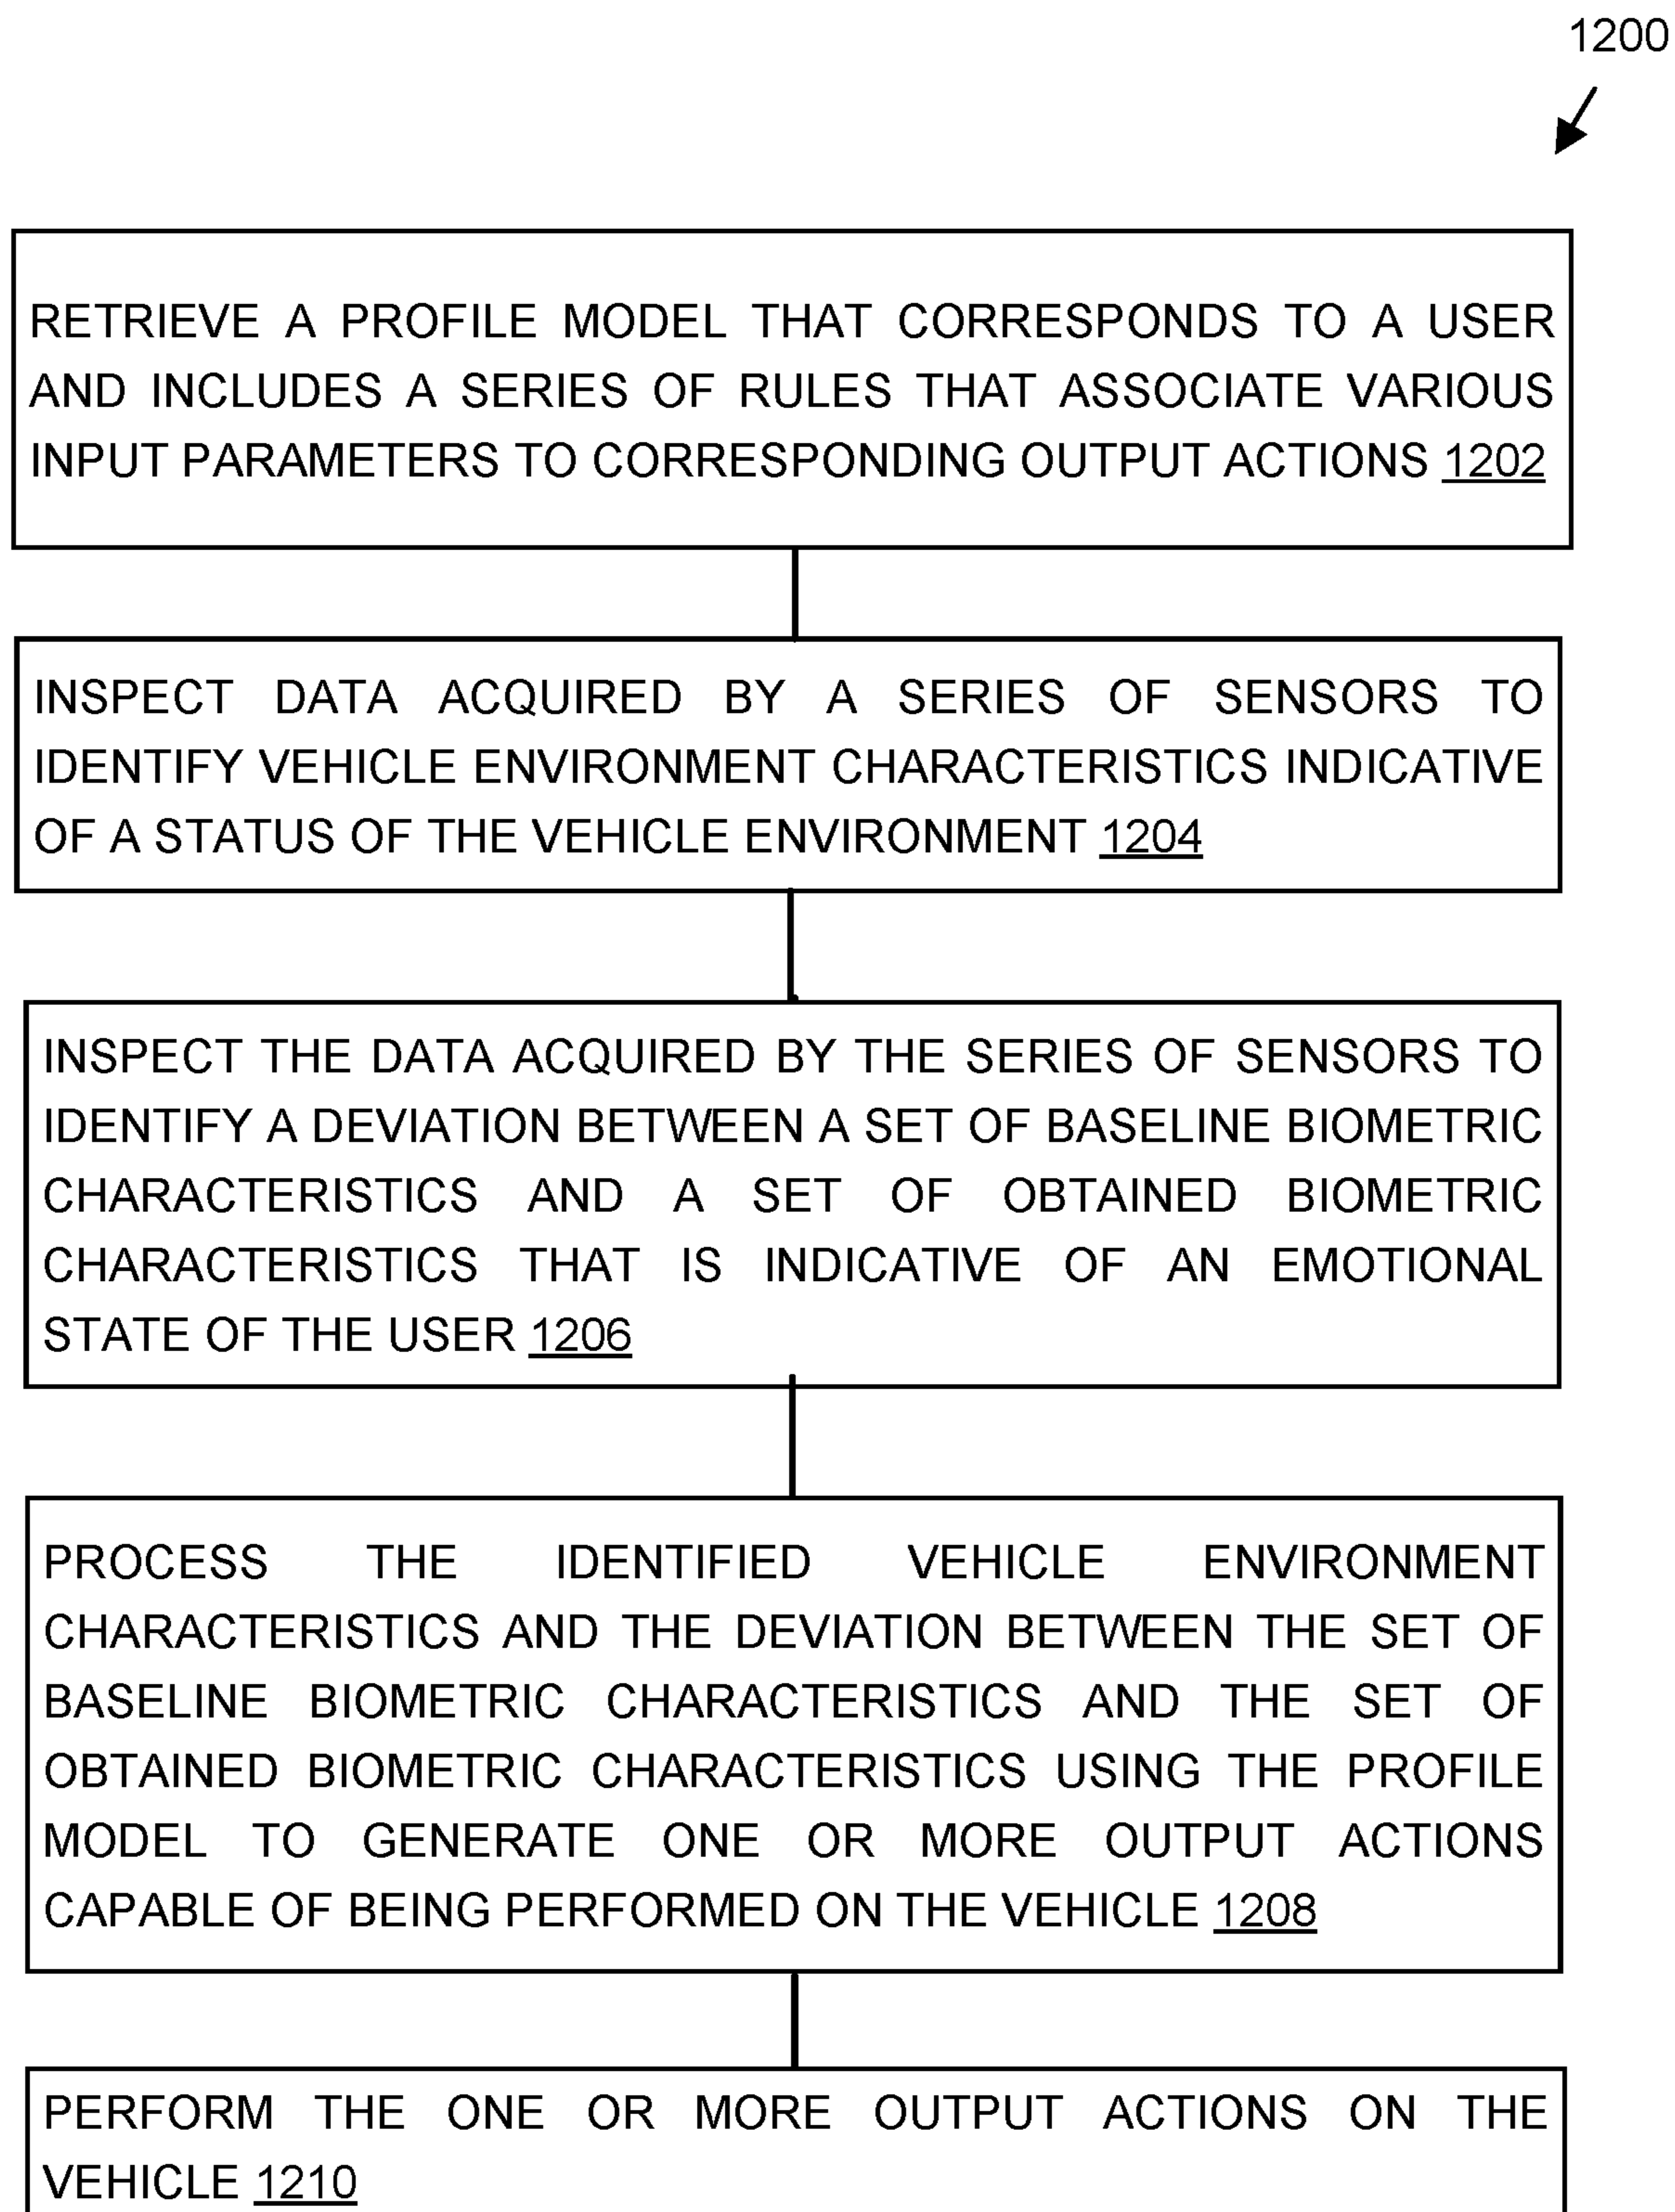 1200
RETRIEVE A PROFILE MODEL THAT CORRESPONDS TO A USER
AND INCLUDES A SERIES OF RULES THAT ASSOCIATE VARIOUS
INPUT PARAMETERS TO CORRESPONDING OUTPUT ACTIONS 1202
INSPECT DATA ACQUIRED BY A SERIES OF SENSORS TO
IDENTIFY VEHICLE ENVIRONMENT CHARACTERISTICS INDICATIVE
OF A STATUS OF THE VEHICLE ENVIRONMENT 1204
INSPECT THE DATA ACQUIRED BY THE SERIES OF SENSORS TO
IDENTIFY A DEVIATION BETWEEN A SET OF BASELINE BIOMETRIC
CHARACTERISTICS AND A SET OF OBTAINED BIOMETRIC
CHARACTERISTICS THAT IS INDICATIVE OF AN EMOTIONAL
STATE OF THE USER 1206
PROCESS THE IDENTIFIED VEHICLE ENVIRONMENT
CHARACTERISTICS AND THE DEVIATION BETWEEN THE SET OF
BASELINE BIOMETRIC CHARACTERISTICS AND THE SET OF
OBTAINED BIOMETRIC CHARACTERISTICS USING THE PROFILE
MODEL TO GENERATE ONE OR MORE OUTPUT ACTIONS
CAPABLE OF BEING PERFORMED ON THE VEHICLE 1208
PERFORM THE ONE OR MORE OUTPUT ACTIONS ON THE
VEHICLE 1210